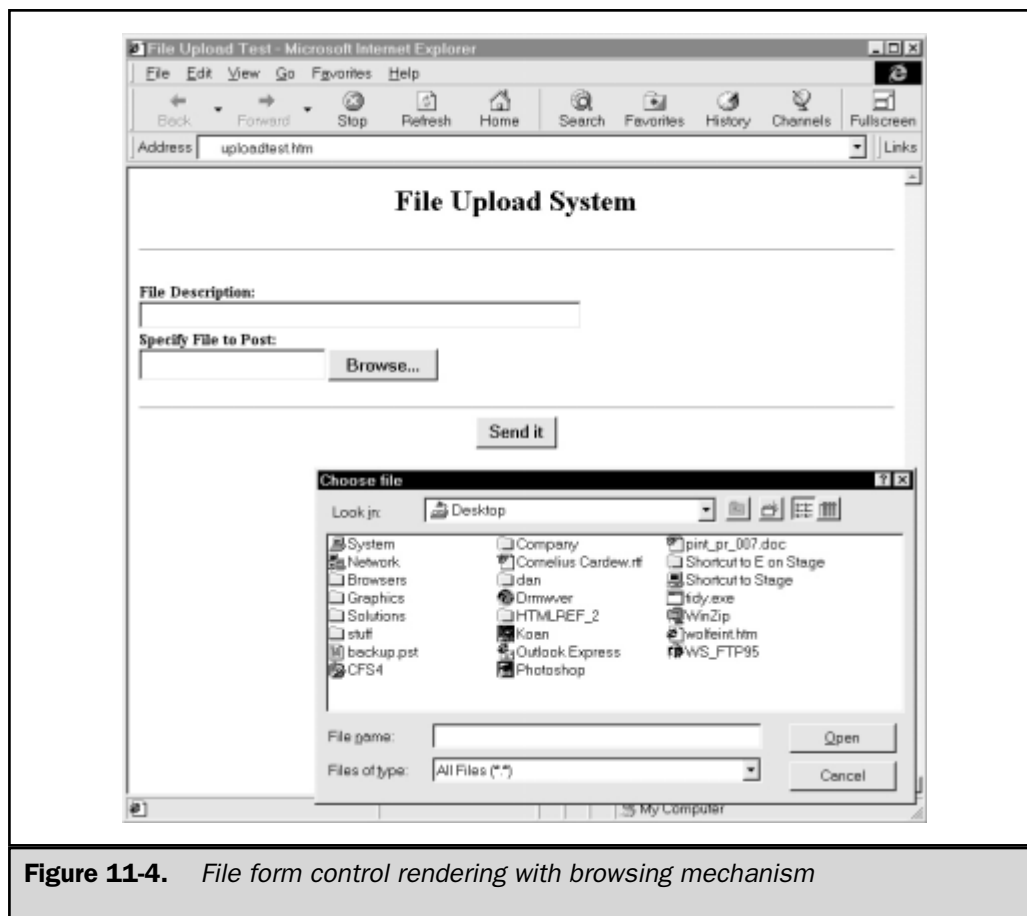 File Upload Test - Microsoft Internet Explorer
File Edit View Go Favorites Help
Back Forward Stop Refresh Home Search Favorites History Channels Fullscreen
Address uploadtest.htm Links
File Upload System
File Description:
Specify File to Post:
Browse...
Send it
Choose file
Look in: Desktop
System Company pint_pr_007.doc
Network Cornelius Cardew.rtf Shortcut to E on Stage
Browsers dan Shortcut to Stage
Graphics Drmwver tidy.exe
Solutions HTMLREF_2 WinZip
stuff Koan wolfeint.htm
backup.pst Outlook Express WS_FTP95
CFS4 Photoshop
File name: Open
Files of type: All Files (*.*) Cancel
My Computer
Figure 11-4. File form control rendering with browsing mechanism